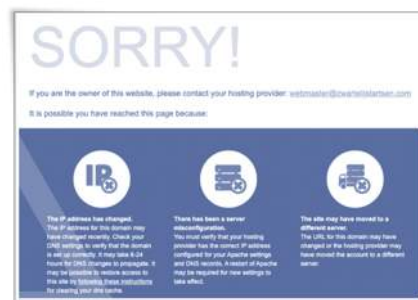 SORRY!
If you are the owner of this website, please contact your hosting provider: webmaster@zwartelijstartsen.com
It is possible you have reached this page because:
The IP address has changed.
The IP address for this domain may
have changed recently. Check your
DNS settings to verify that the domain
is set up correctly. It may take 8-24
hours for DNS changes to propagate. It
may be possible to restore access to
this site by following these instructions
for clearing your dns cache.
There has been a server
misconfiguration.
You must verify that your hosting
provider has the correct IP address
configured for your Apache settings
and DNS records. A restart of Apache
may be required for new settings to
take effect.
The site may have moved to a
different server.
The URL for this domain may have
changed or the hosting provider may
have moved the account to a different
server.